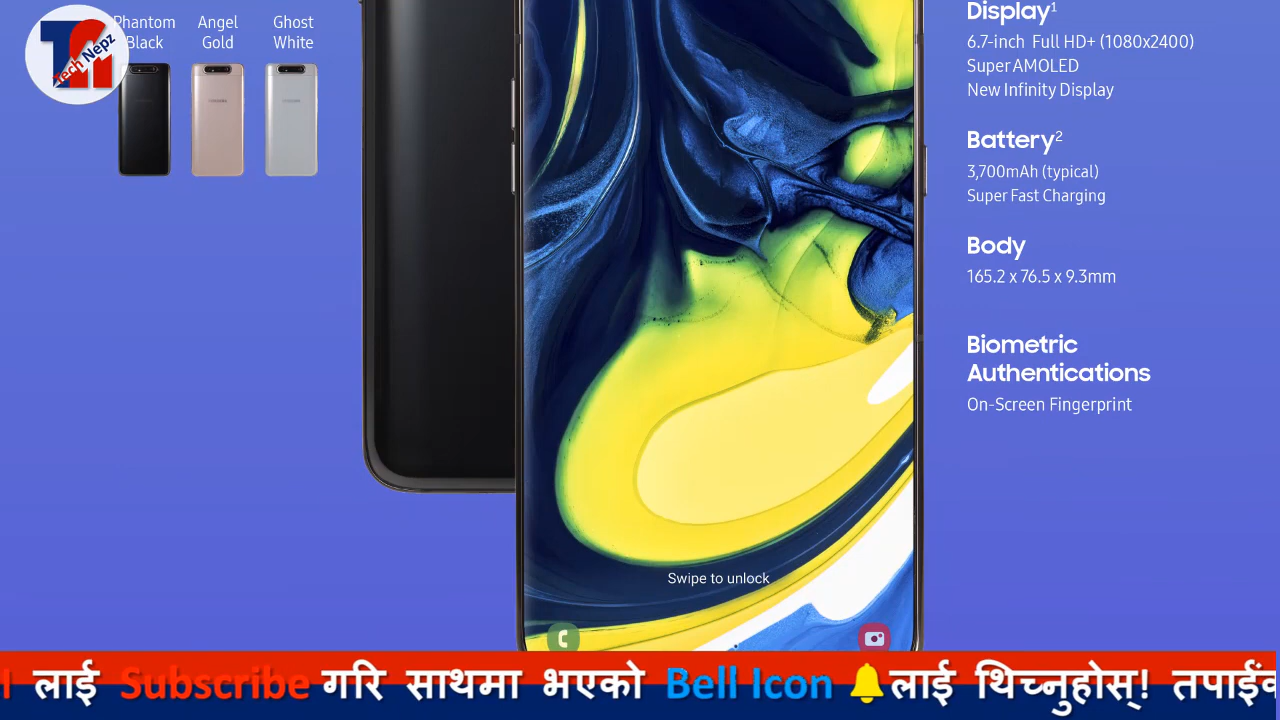 Phantom Black
Angel Gold
Ghost White
Tech Nepz
Display¹
6.7-inch Full HD+ (1080x2400)
Super AMOLED
New Infinity Display
Battery²
3,700mAh (typical)
Super Fast Charging
Body
165.2 x 76.5 x 9.3mm
Biometric
Authentications
On-Screen Fingerprint
Swipe to unlock
लाई Subscribe गरि साथमा भएको Bell Icon 🔔लाई थिच्नुहोस्!